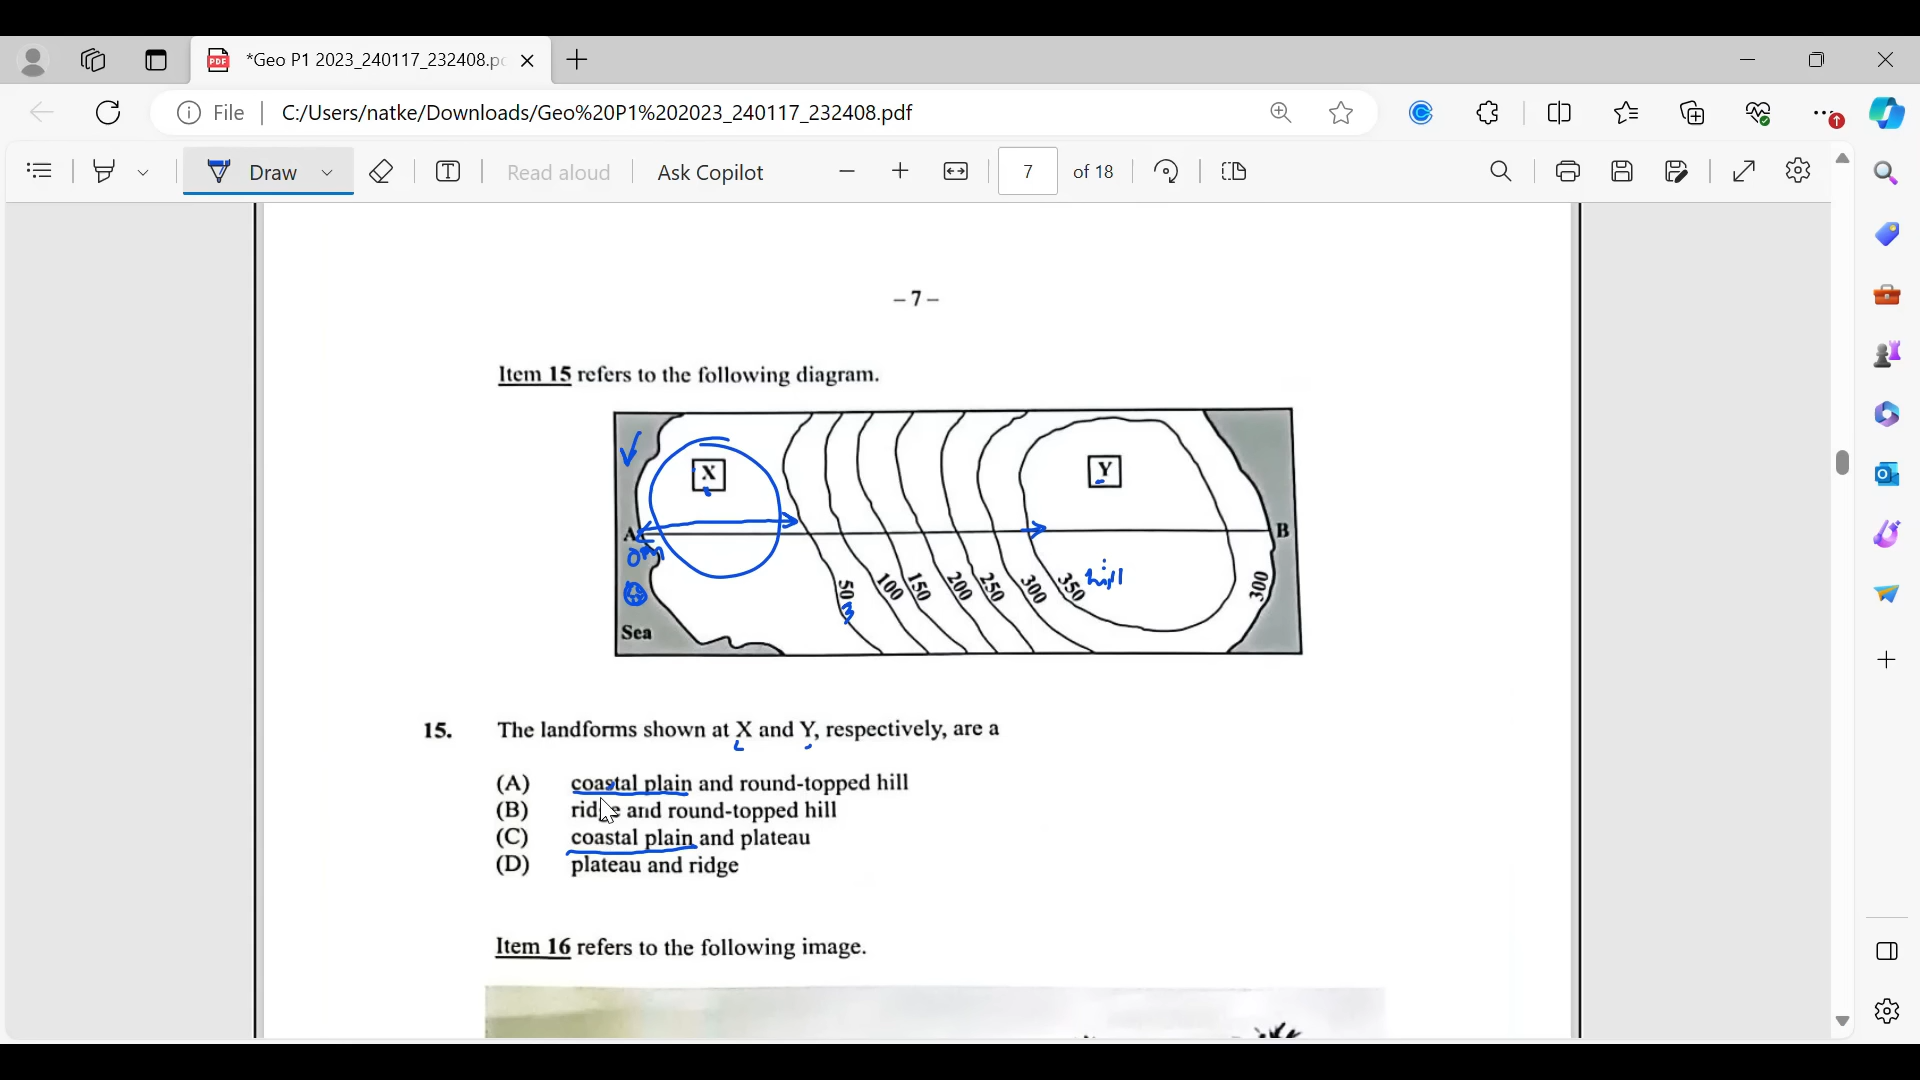 *Geo P1 2023_240117_232408.pd
File
C:/Users/natke/Downloads/Geo%20P1%202023_240117_232408.pdf
Draw
Read aloud
Ask Copilot
7
of 18
– 7 –
Item 15 refers to the following diagram.
X
Y
A
B
0m
hill
50
100
150
200
250
300
350
300
Sea
15. The landforms shown at X and Y, respectively, are a
(A) coastal plain and round-topped hill
(B) ridge and round-topped hill
(C) coastal plain and plateau
(D) plateau and ridge
Item 16 refers to the following image.